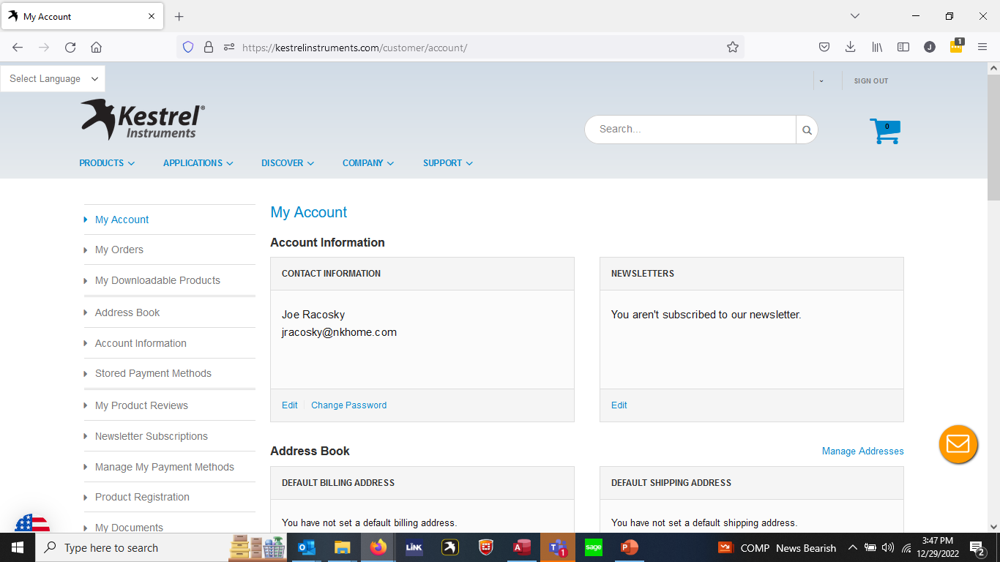 My Account
https://kestrelinstruments.com/customer/account/
J
1
Select Language
SIGN OUT
Kestrel®
Instruments
Search...
0
PRODUCTS
APPLICATIONS
DISCOVER
COMPANY
SUPPORT
My Account
My Orders
My Downloadable Products
Address Book
Account Information
Stored Payment Methods
My Product Reviews
Newsletter Subscriptions
Manage My Payment Methods
Product Registration
My Documents
My Account
Account Information
CONTACT INFORMATION
Joe Racosky
jracosky@nkhome.com
Edit
Change Password
NEWSLETTERS
You aren't subscribed to our newsletter.
Edit
Address Book
Manage Addresses
DEFAULT BILLING ADDRESS
You have not set a default billing address.
DEFAULT SHIPPING ADDRESS
You have not set a default shipping address.
Type here to search
LiNK
sage
1
COMP News Bearish
3:47 PM
12/29/2022
2